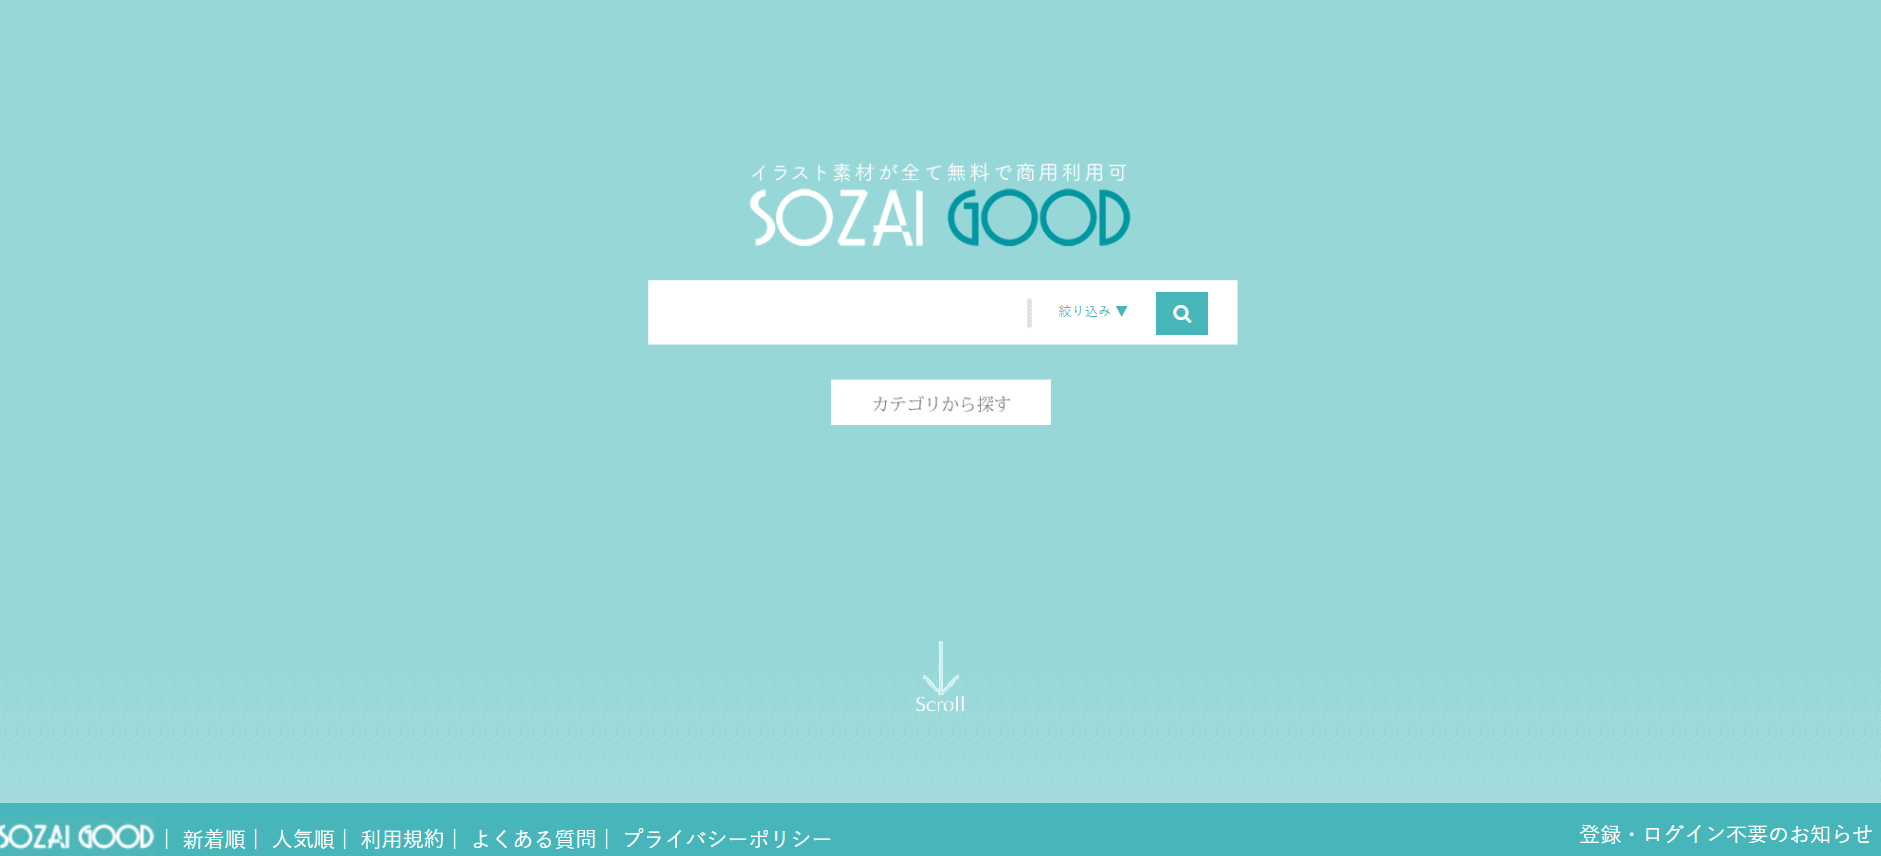 イラスト素材が全て無料で商用利用可
SOZAI GOOD
絞り込み ▼
カテゴリから探す
Scroll
SOZAI GOOD | 新着順 | 人気順 | 利用規約 | よくある質問 | プライバシーポリシー
登録・ログイン不要のお知らせ